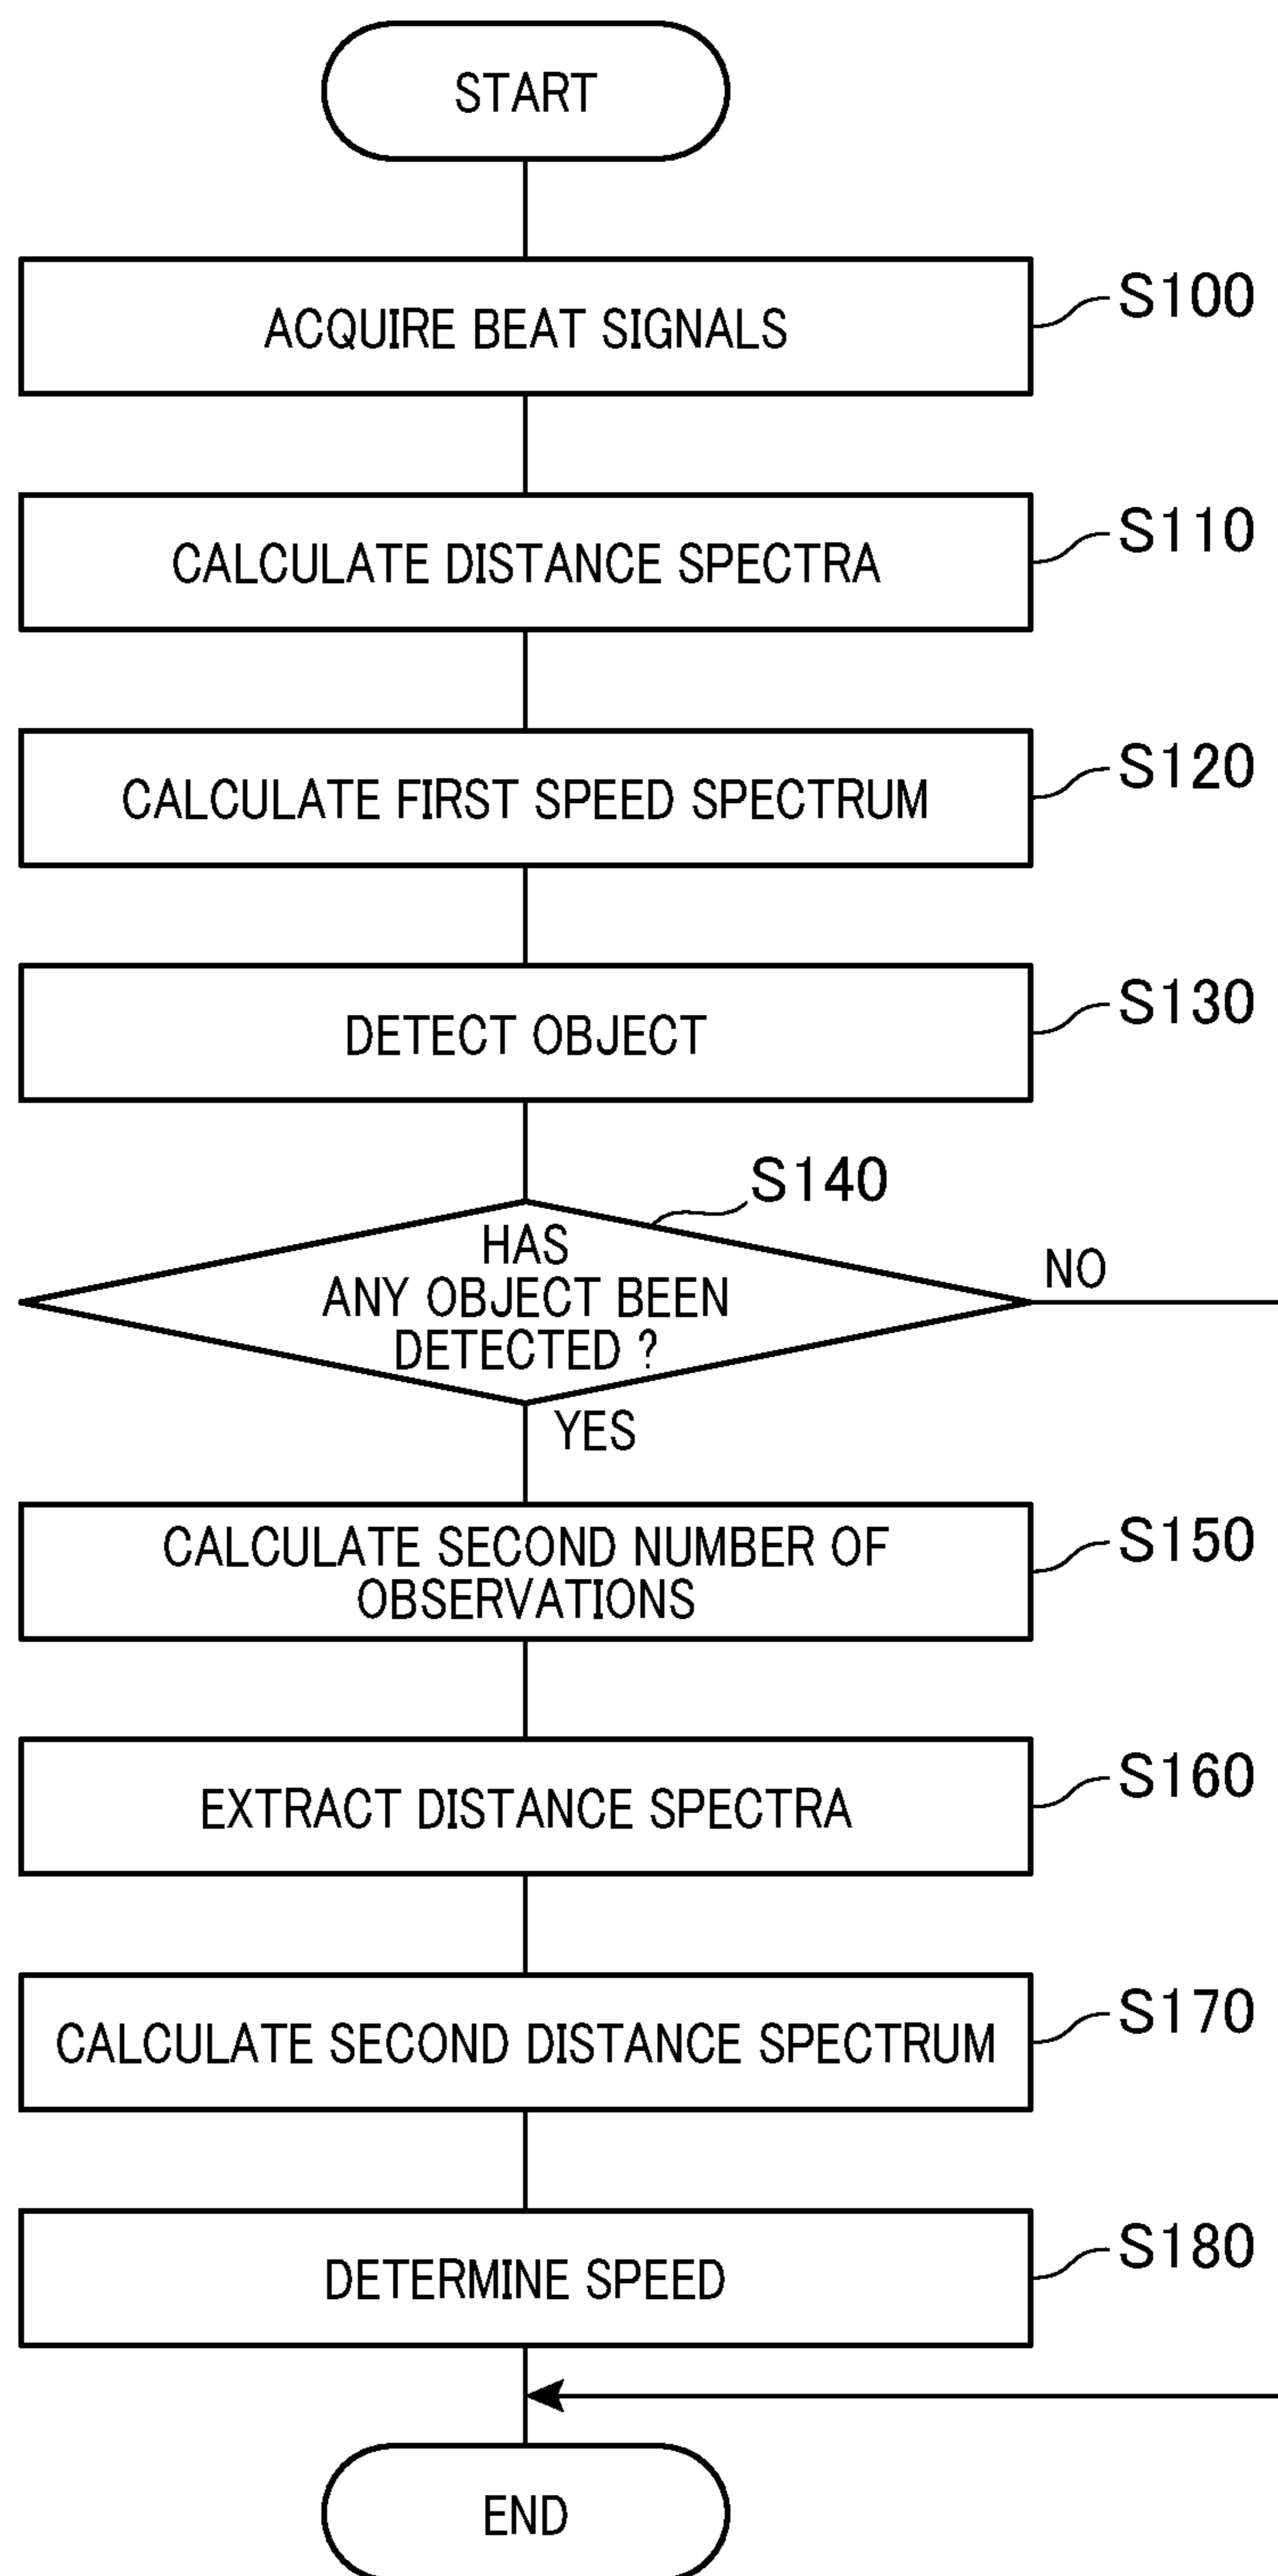 START
ACQUIRE BEAT SIGNALS
S100
CALCULATE DISTANCE SPECTRA
S110
CALCULATE FIRST SPEED SPECTRUM
S120
DETECT OBJECT
S130
S140
HAS
ANY OBJECT BEEN
DETECTED ?
NO
YES
CALCULATE SECOND NUMBER OF
OBSERVATIONS
S150
EXTRACT DISTANCE SPECTRA
S160
CALCULATE SECOND DISTANCE SPECTRUM
S170
DETERMINE SPEED
S180
END